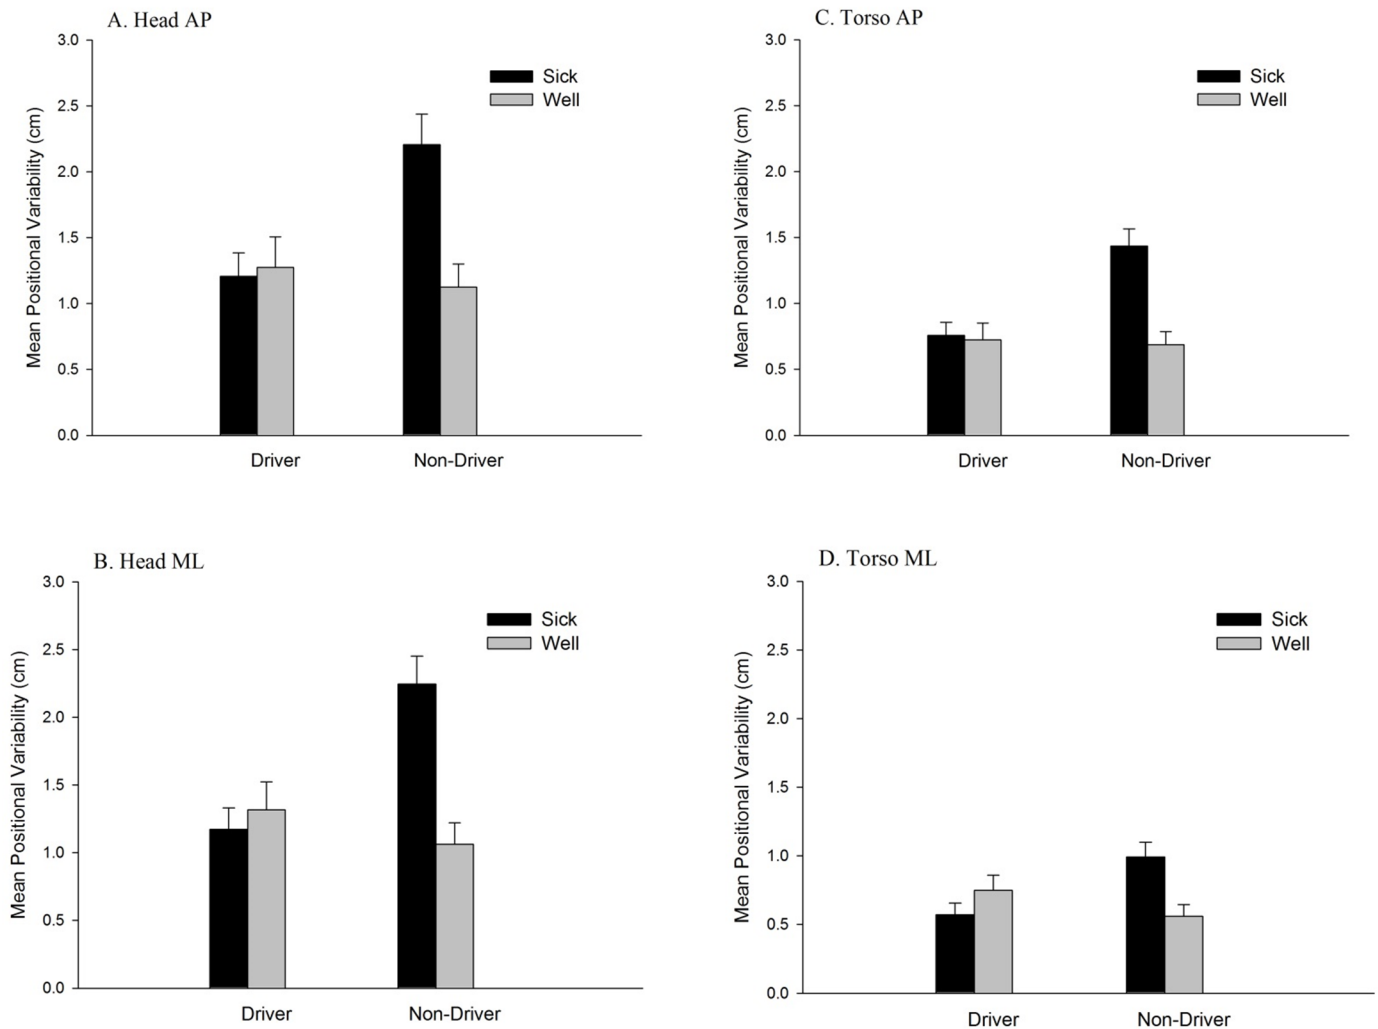 A. Head AP
3.0
2.5
2.0
1.5
1.0
0.5
0.0
Mean Positional Variability (cm)
Sick
Well
Driver Non-Driver
C. Torso AP
3.0
2.5
2.0
1.5
1.0
0.5
0.0
Mean Positional Variability (cm)
Sick
Well
Driver Non-Driver
B. Head ML
3.0
2.5
2.0
1.5
1.0
0.5
0.0
Mean Positional Variability (cm)
Sick
Well
Driver Non-Driver
D. Torso ML
3.0
2.5
2.0
1.5
1.0
0.5
0.0
Mean Positional Variability (cm)
Sick
Well
Driver Non-Driver